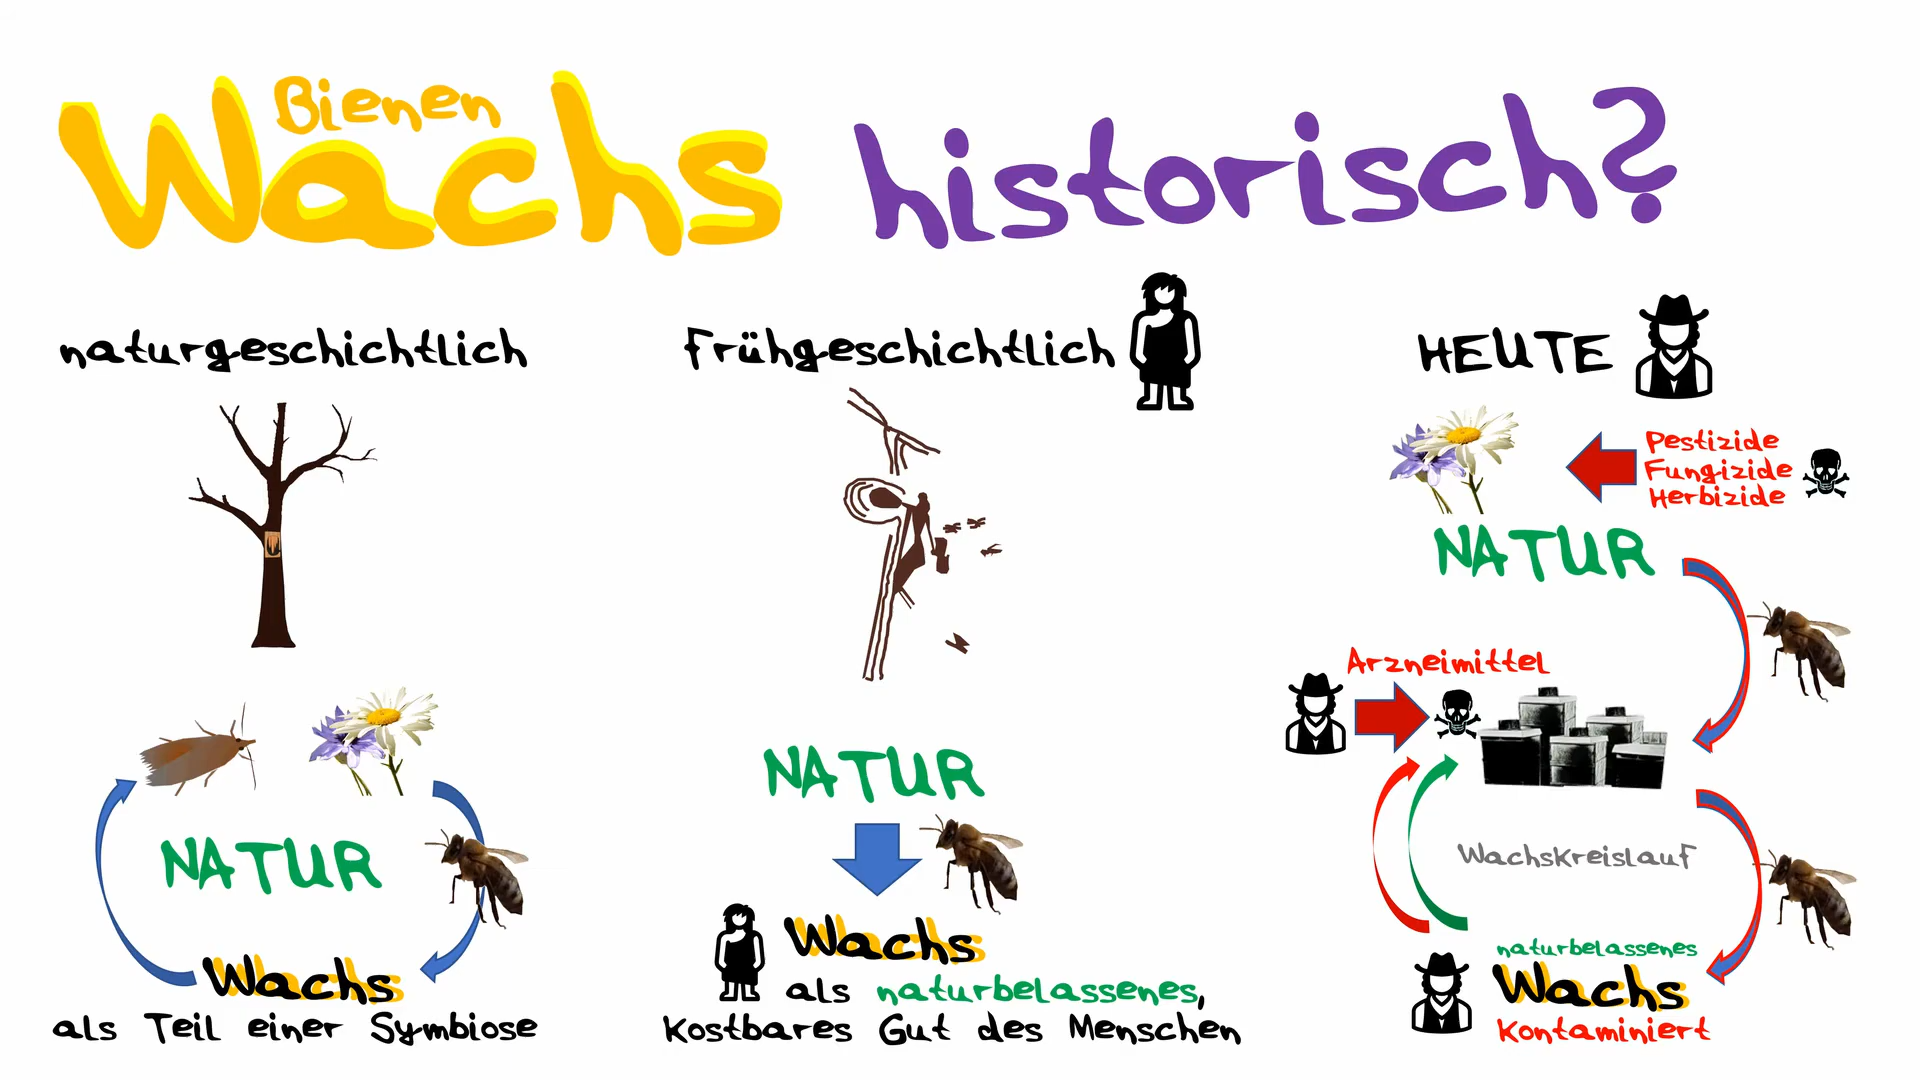 Bienen
Wachs historisch?
naturgeschichtlich
NATUR
Wachs
als Teil einer Symbiose
frühgeschichtlich
NATUR
Wachs
als naturbelassenes,
kostbares Gut des Menschen
HEUTE
Pestizide
Fungizide
Herbizide
NATUR
Arzneimittel
Wachskreislauf
naturbelassenes
Wachs
kontaminiert